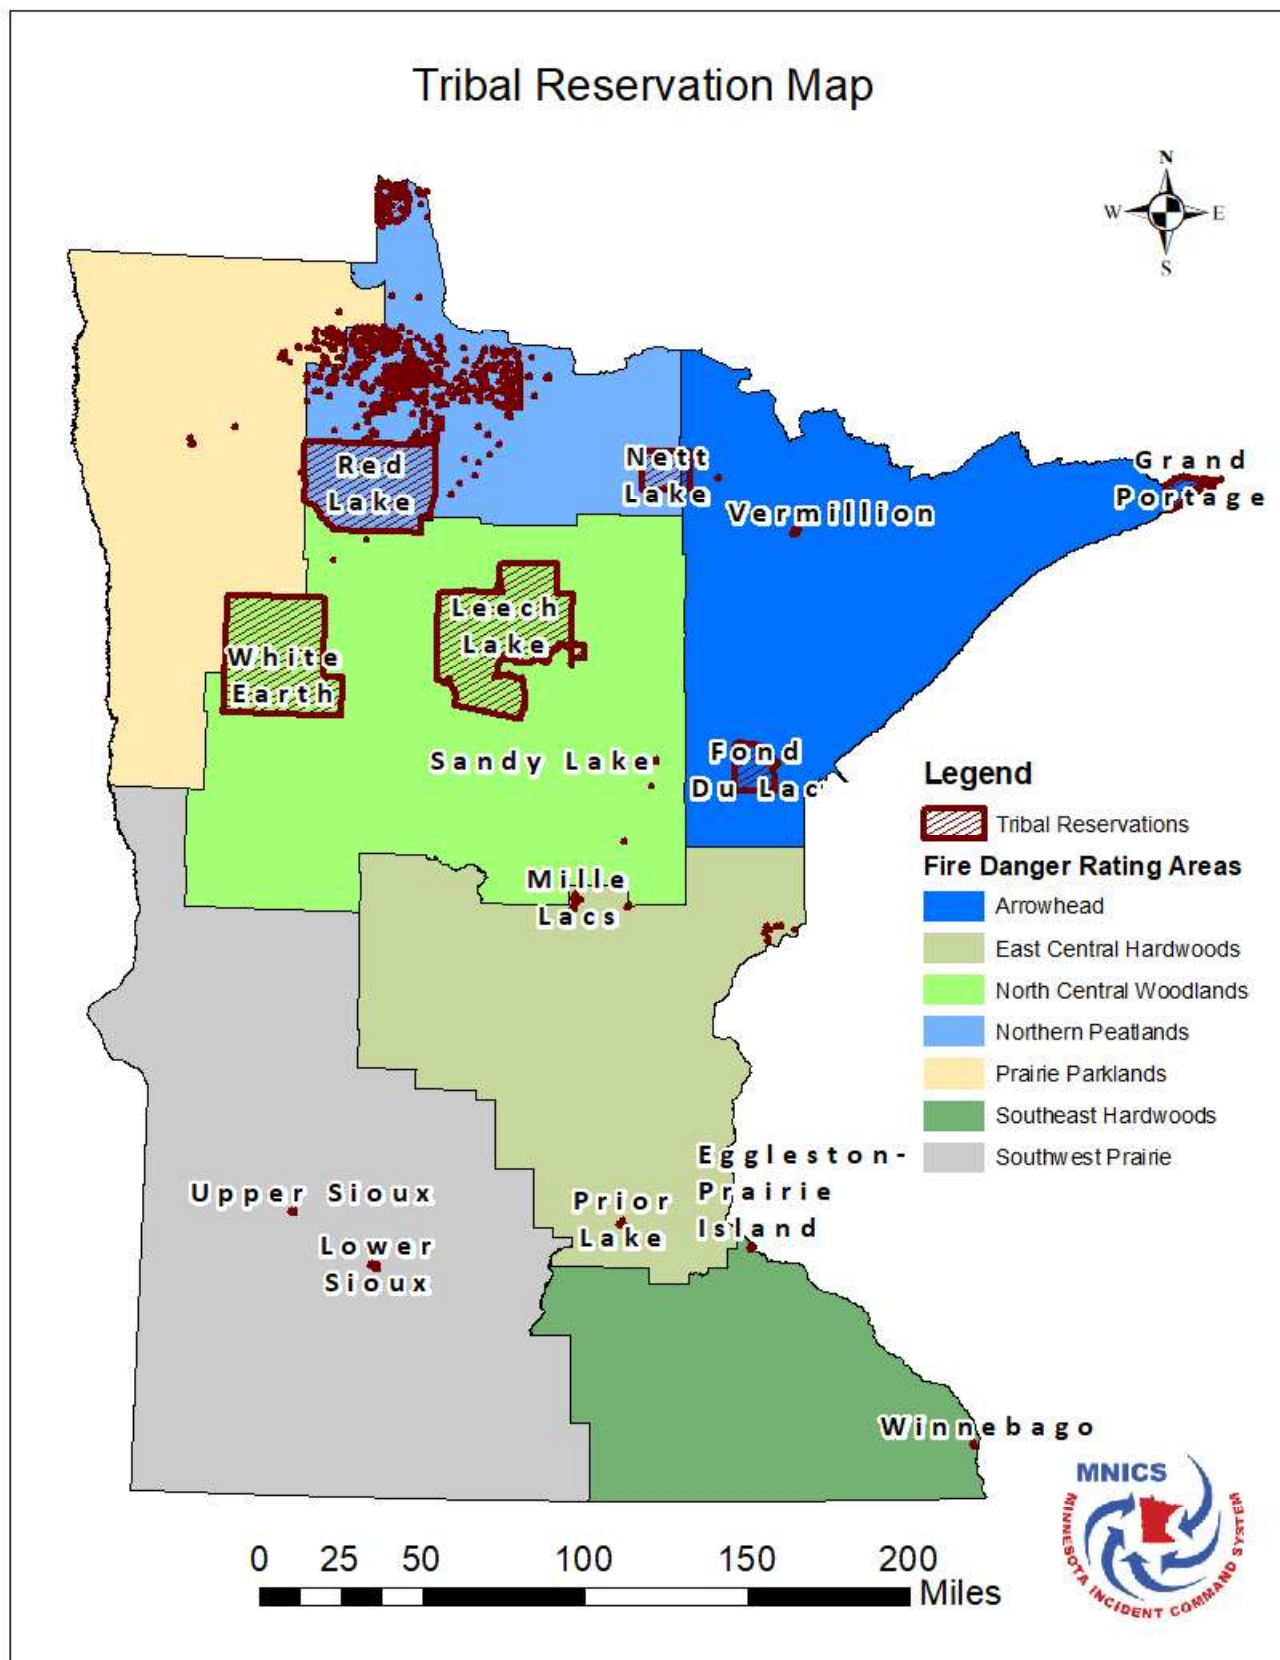 Tribal Reservation Map
N
W E
S
Red
Lake
Nett
Lake
Vermillion
Grand
Portage
Leech
Lake
White
Earth
Sandy Lake
Fond
Du Lac
Mille
Lacs
Upper Sioux
Lower
Sioux
Prior
Lake
Eggleston-
Prairie
Island
Winnebago
Legend
Tribal Reservations
Fire Danger Rating Areas
Arrowhead
East Central Hardwoods
North Central Woodlands
Northern Peatlands
Prairie Parklands
Southeast Hardwoods
Southwest Prairie
0 25 50 100 150 200
Miles
MNICS
MINNESOTA INCIDENT COMMAND SYSTEM